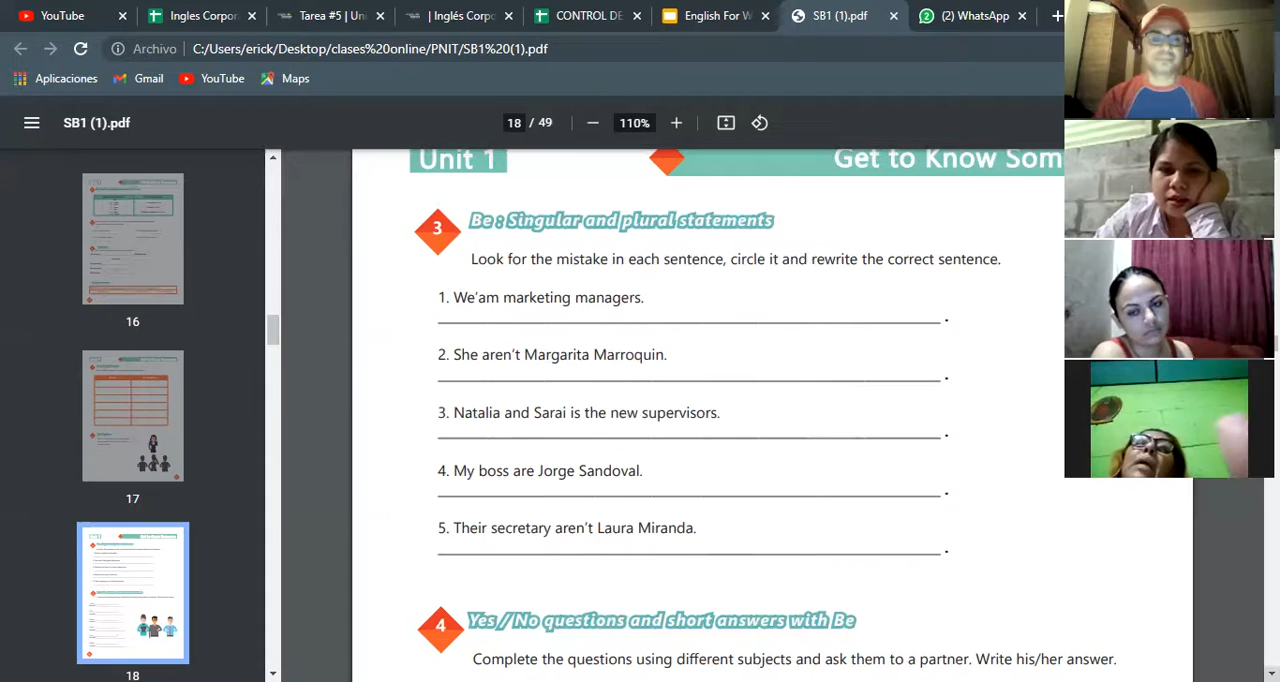 YouTube
Ingles Corpor
Tarea #5 | Un
| Inglés Corpo
CONTROL DE
English For W
SB1 (1).pdf
(2) WhatsApp
Archivo | C:/Users/erick/Desktop/clases%20online/PNIT/SB1%20(1).pdf
Aplicaciones
Gmail
YouTube
Maps
SB1 (1).pdf
18 / 49
110%
Unit 1
Get to Know Som
3
Be : Singular and plural statements
Look for the mistake in each sentence, circle it and rewrite the correct sentence.
1. We'am marketing managers.
2. She aren't Margarita Marroquin.
3. Natalia and Sarai is the new supervisors.
4. My boss are Jorge Sandoval.
5. Their secretary aren't Laura Miranda.
4
Yes / No questions and short answers with Be
Complete the questions using different subjects and ask them to a partner. Write his/her answer.
16
17
18